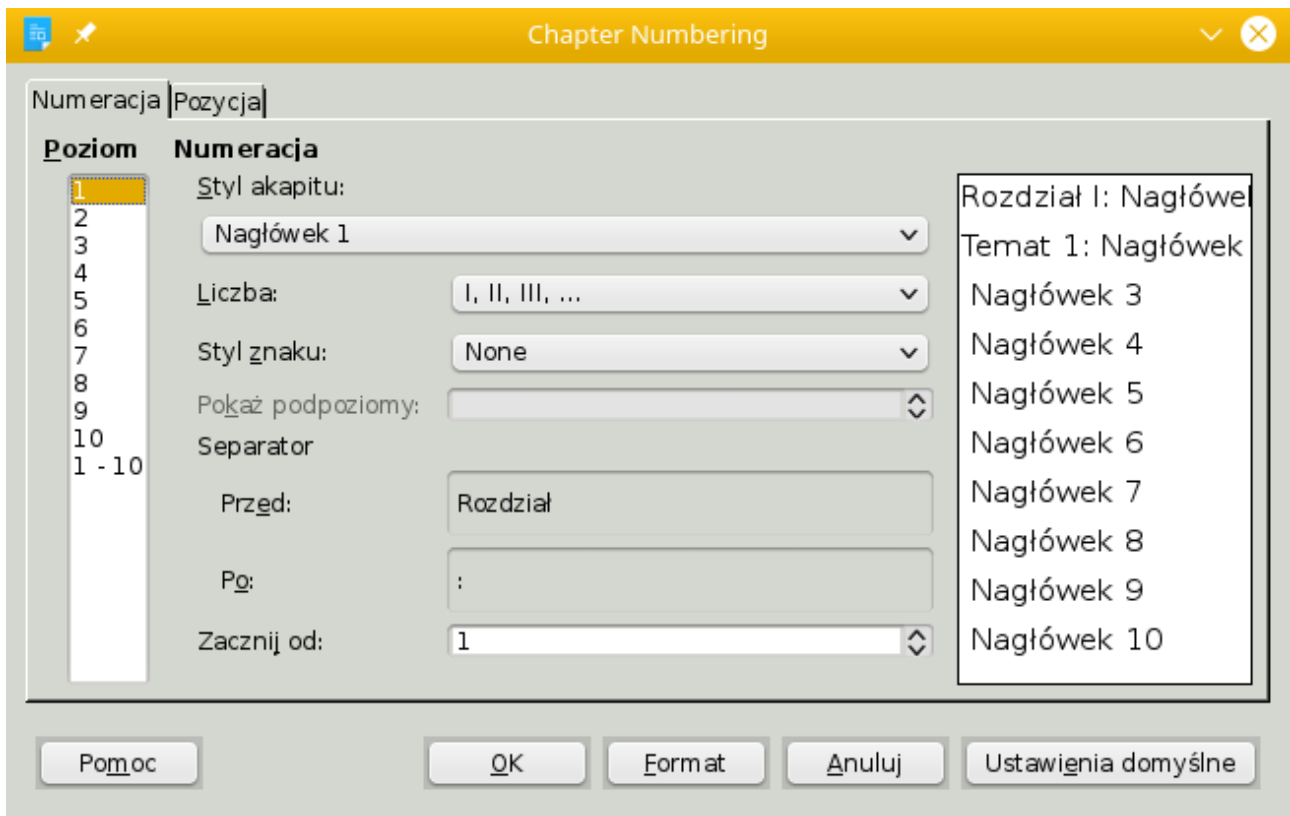 Chapter Numbering
Numeracja Pozycja
Poziom Numeracja
1
2
3
4
5
6
7
8
9
10
1 - 10
Styl akapitu:
Nagłówek 1
Liczba: I, II, III, ...
Styl znaku: None
Pokaż podpoziomy:
Separator
Przed: Rozdział
Po: :
Zacznij od: 1
Rozdział I: Nagłówel
Temat 1: Nagłówek
Nagłówek 3
Nagłówek 4
Nagłówek 5
Nagłówek 6
Nagłówek 7
Nagłówek 8
Nagłówek 9
Nagłówek 10
Pomoc OK Format Anuluj Ustawienia domyślne